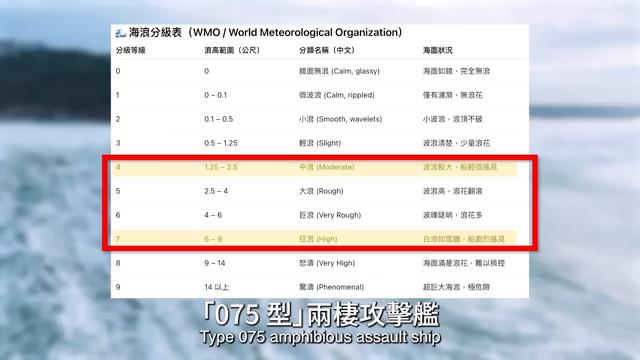 海浪分級表（WMO / World Meteorological Organization）
分級等級 浪高範圍（公尺） 分類名稱（中文） 海面狀況
0 0 鏡面無浪 (Calm, glassy) 海面如鏡，完全無浪
1 0 – 0.1 微波浪 (Calm, rippled) 僅有漣漪，無浪花
2 0.1 – 0.5 小浪 (Smooth, wavelets) 小波浪，浪頂不破
3 0.5 – 1.25 輕浪 (Slight) 波浪清楚，少量浪花
4 1.25 – 2.5 中浪 (Moderate) 波浪較大，船輕微搖晃
5 2.5 – 4 大浪 (Rough) 波浪高，浪花翻滾
6 4 – 6 巨浪 (Very Rough) 波峰陡峭，浪花多
7 6 – 9 狂浪 (High) 白浪如雪牆，船劇烈搖晃
8 9 – 14 怒濤 (Very High) 海面滿是浪花，難以操控
9 14 以上 驚濤 (Phenomenal) 超巨大海浪，極危險
「075 型」兩棲攻擊艦
Type 075 amphibious assault ship